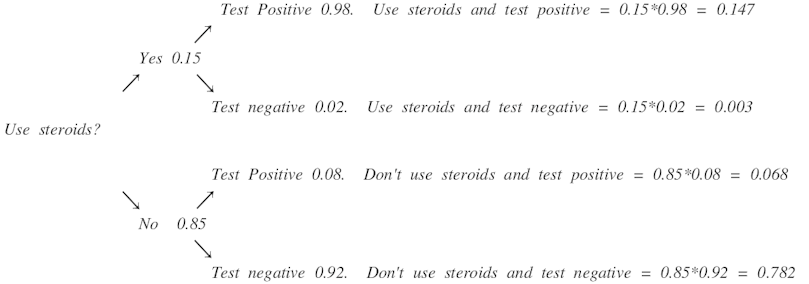 Test Positive 0.98. Use steroids and test positive = 0.15*0.98 = 0.147
Yes 0.15
Test negative 0.02. Use steroids and test negative = 0.15*0.02 = 0.003
Use steroids?
Test Positive 0.08. Don't use steroids and test positive = 0.85*0.08 = 0.068
No 0.85
Test negative 0.92. Don't use steroids and test negative = 0.85*0.92 = 0.782